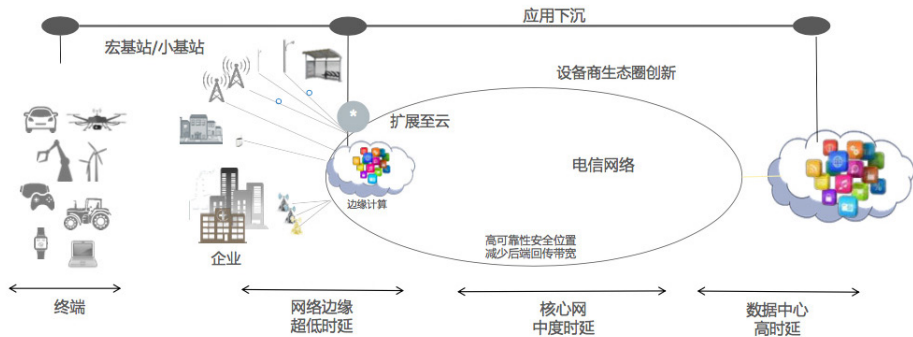 应用下沉
宏基站/小基站
设备商生态圈创新
扩展至云
电信网络
边缘计算
高可靠性安全位置
减少后端回传带宽
企业
终端
网络边缘
超低时延
核心网
中度时延
数据中心
高时延